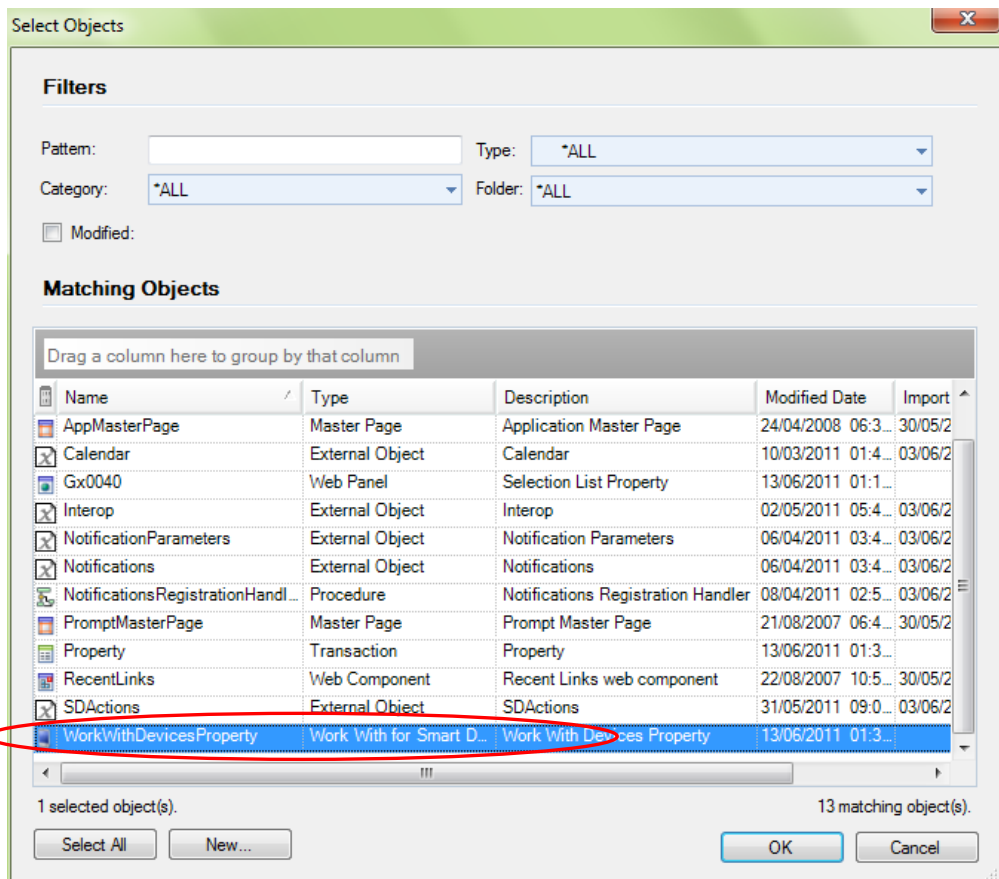 Select Objects
Filters
Pattern: Type: *ALL
Category: *ALL Folder: *ALL
Modified:
Matching Objects
Drag a column here to group by that column
Name Type Description Modified Date Import
AppMasterPage Master Page Application Master Page 24/04/2008 06:3... 30/05/2
Calendar External Object Calendar 10/03/2011 01:4... 03/06/2
Gx0040 Web Panel Selection List Property 13/06/2011 01:1...
Interop External Object Interop 02/05/2011 05:4... 03/06/2
NotificationParameters External Object Notification Parameters 06/04/2011 03:4... 03/06/2
Notifications External Object Notifications 06/04/2011 03:4... 03/06/2
NotificationsRegistrationHandl... Procedure Notifications Registration Handler 08/04/2011 02:5... 03/06/2
PromptMasterPage Master Page Prompt Master Page 21/08/2007 06:4... 30/05/2
Property Transaction Property 13/06/2011 01:3...
RecentLinks Web Component Recent Links web component 22/08/2007 10:5... 30/05/2
SDActions External Object SDActions 31/05/2011 09:0... 03/06/2
WorkWithDevicesProperty Work With for Smart D... Work With Devices Property 13/06/2011 01:3...
1 selected object(s). 13 matching object(s).
Select All New... OK Cancel